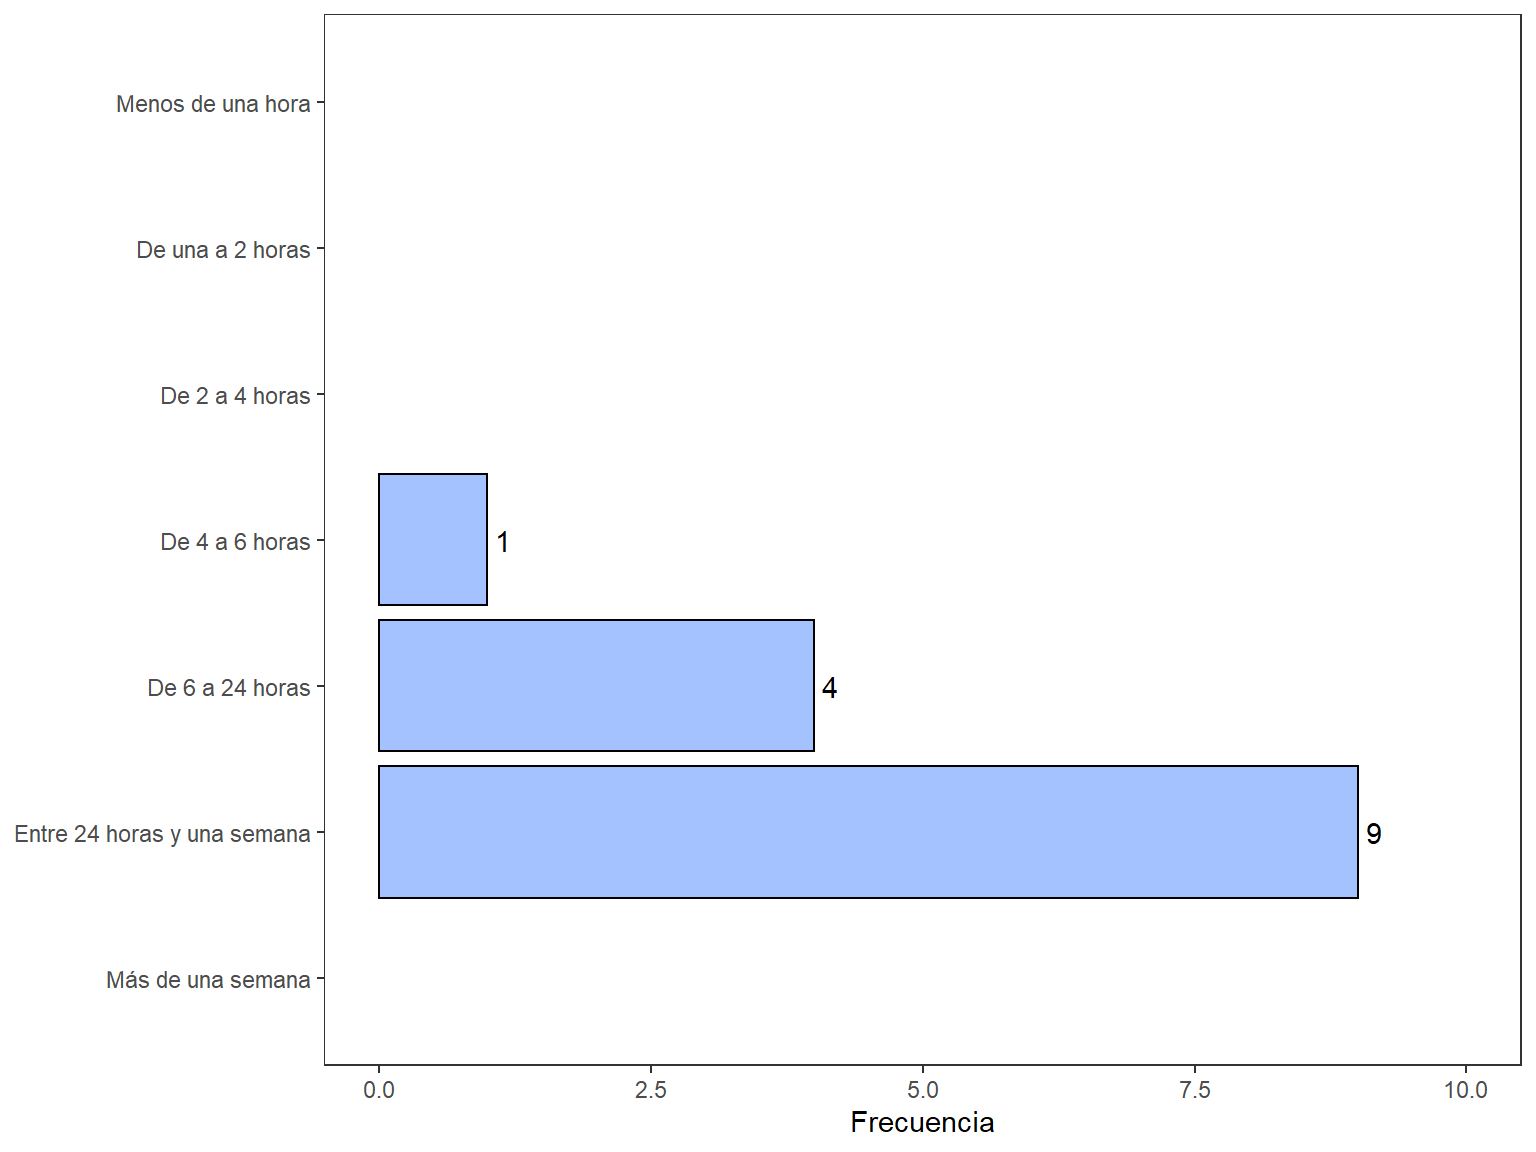 Menos de una hora
De una a 2 horas
De 2 a 4 horas
De 4 a 6 horas
1
De 6 a 24 horas
4
Entre 24 horas y una semana
9
Más de una semana
0.0 2.5 5.0 7.5 10.0
Frecuencia